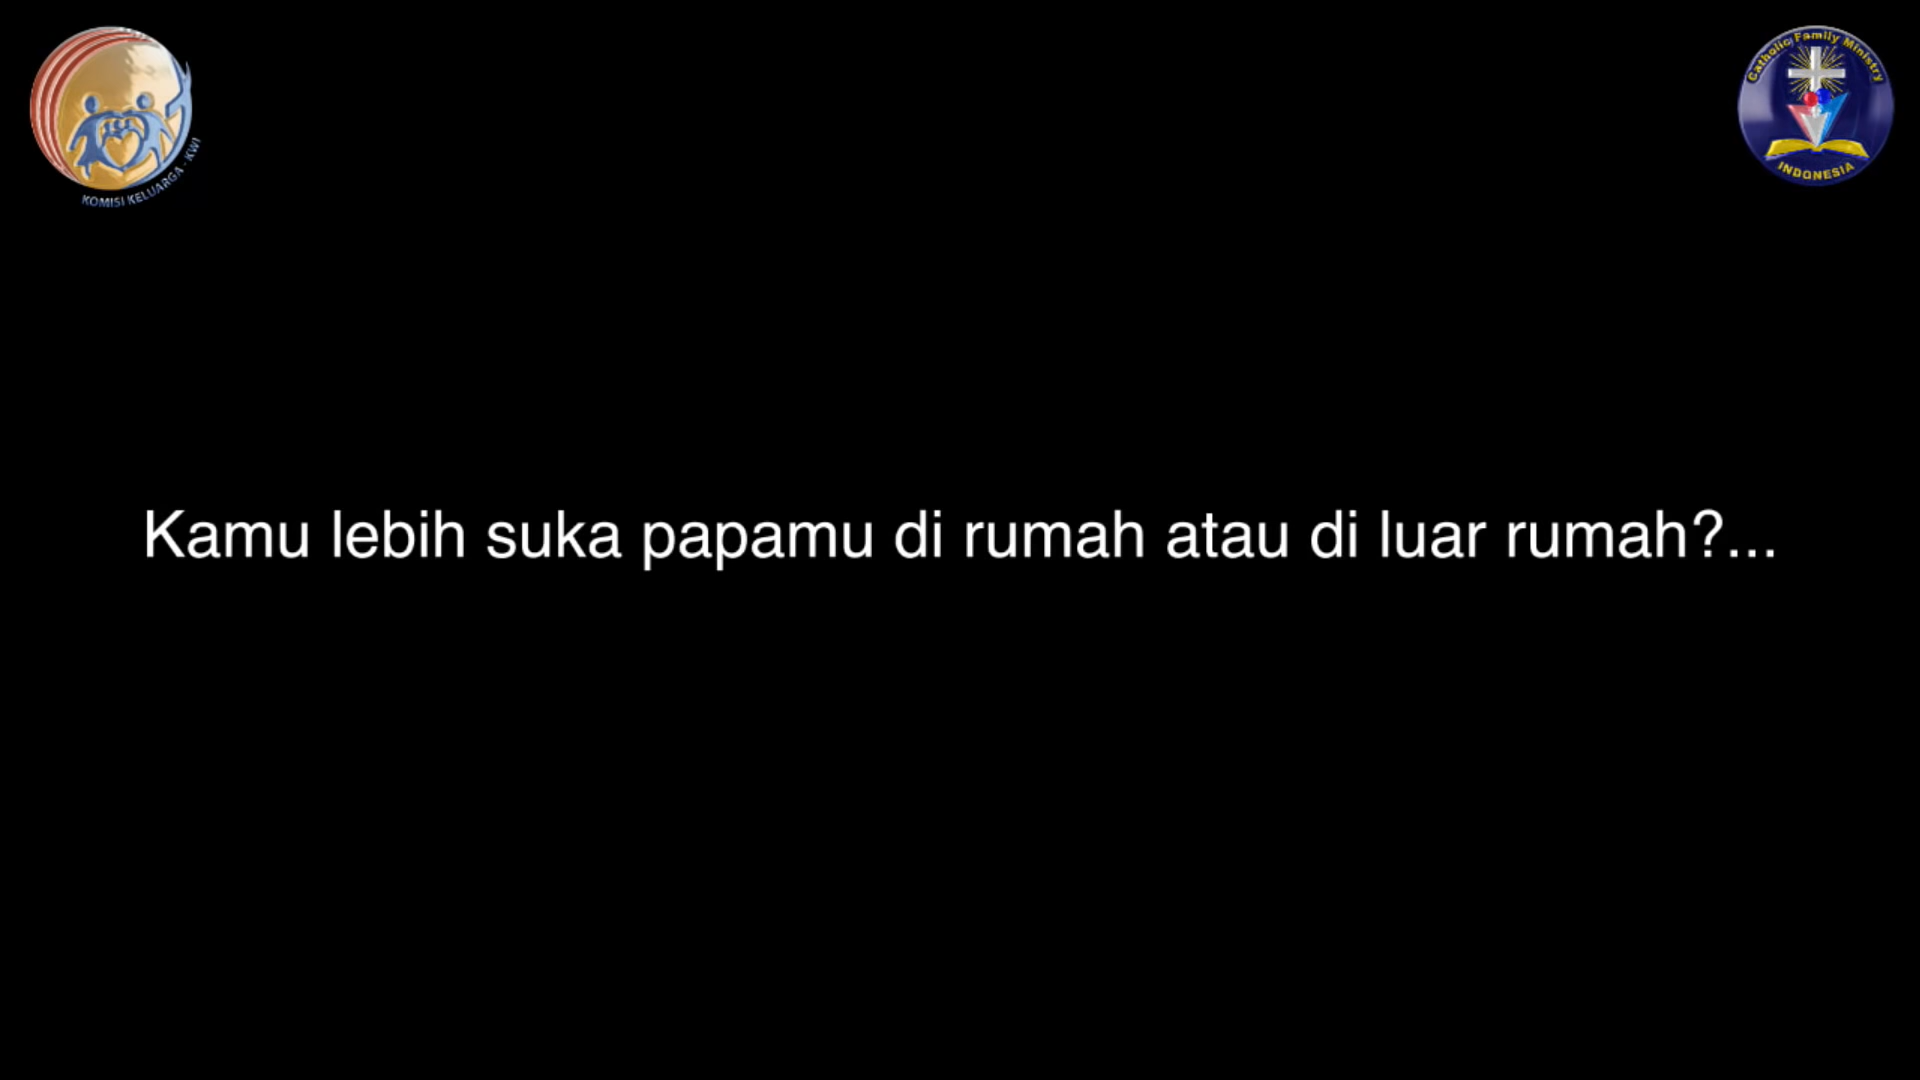 KOMISI KELUARGA - KWI
Catholic Family Ministry
INDONESIA
Kamu lebih suka papamu di rumah atau di luar rumah?...